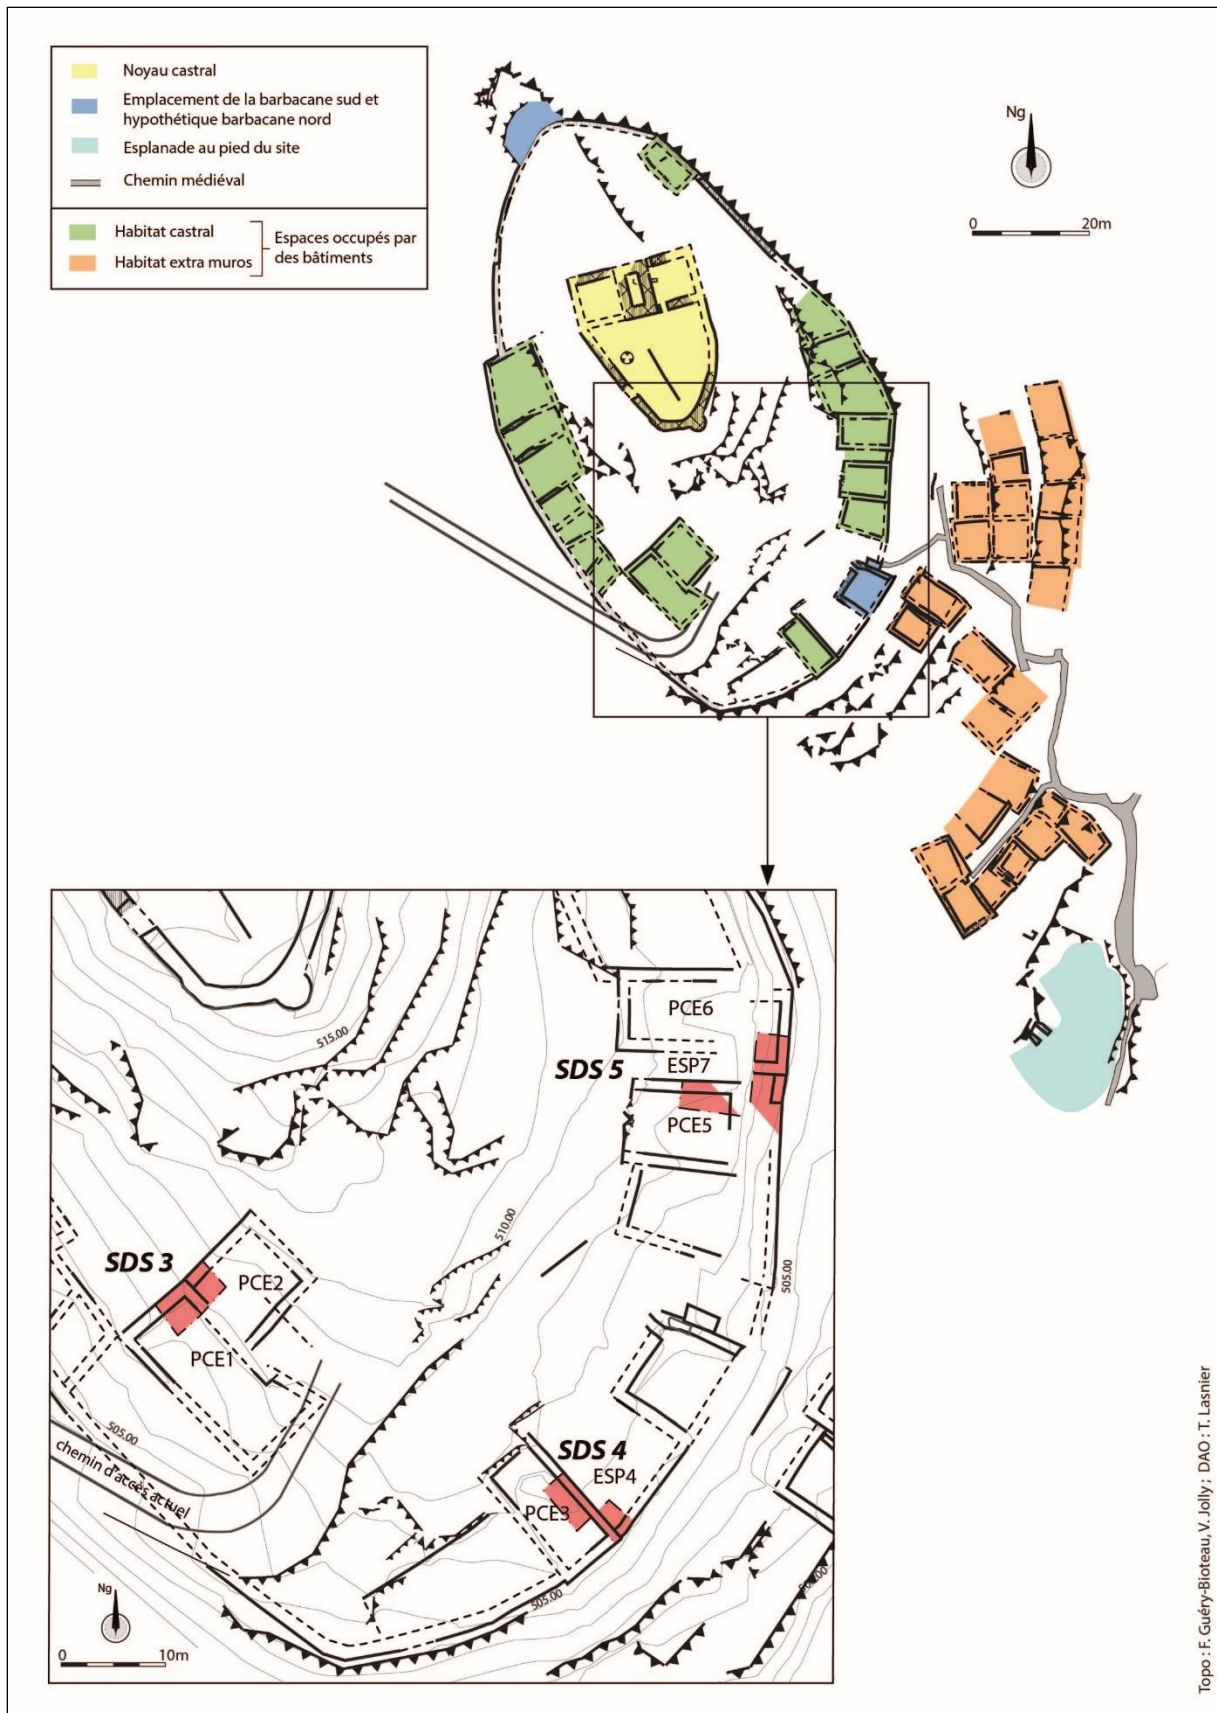 Noyau castral
Emplacement de la barbacane sud et
hypothétique barbacane nord
Esplanade au pied du site
Chemin médiéval
Habitat castral
Habitat extra muros
Espaces occupés par
des bâtiments
Ng
0 20m
515.00
PCE6
SDS 5
ESP7
PCE5
510.00
SDS 3
PCE2
505.00
PCE1
505.00
chemin d'accès actuel
SDS 4
ESP4
PCE3
505.00
Ng
0 10m
Topo : F. Guéry-Bioteau, V. Jolly ; DAO : T. Lasnier